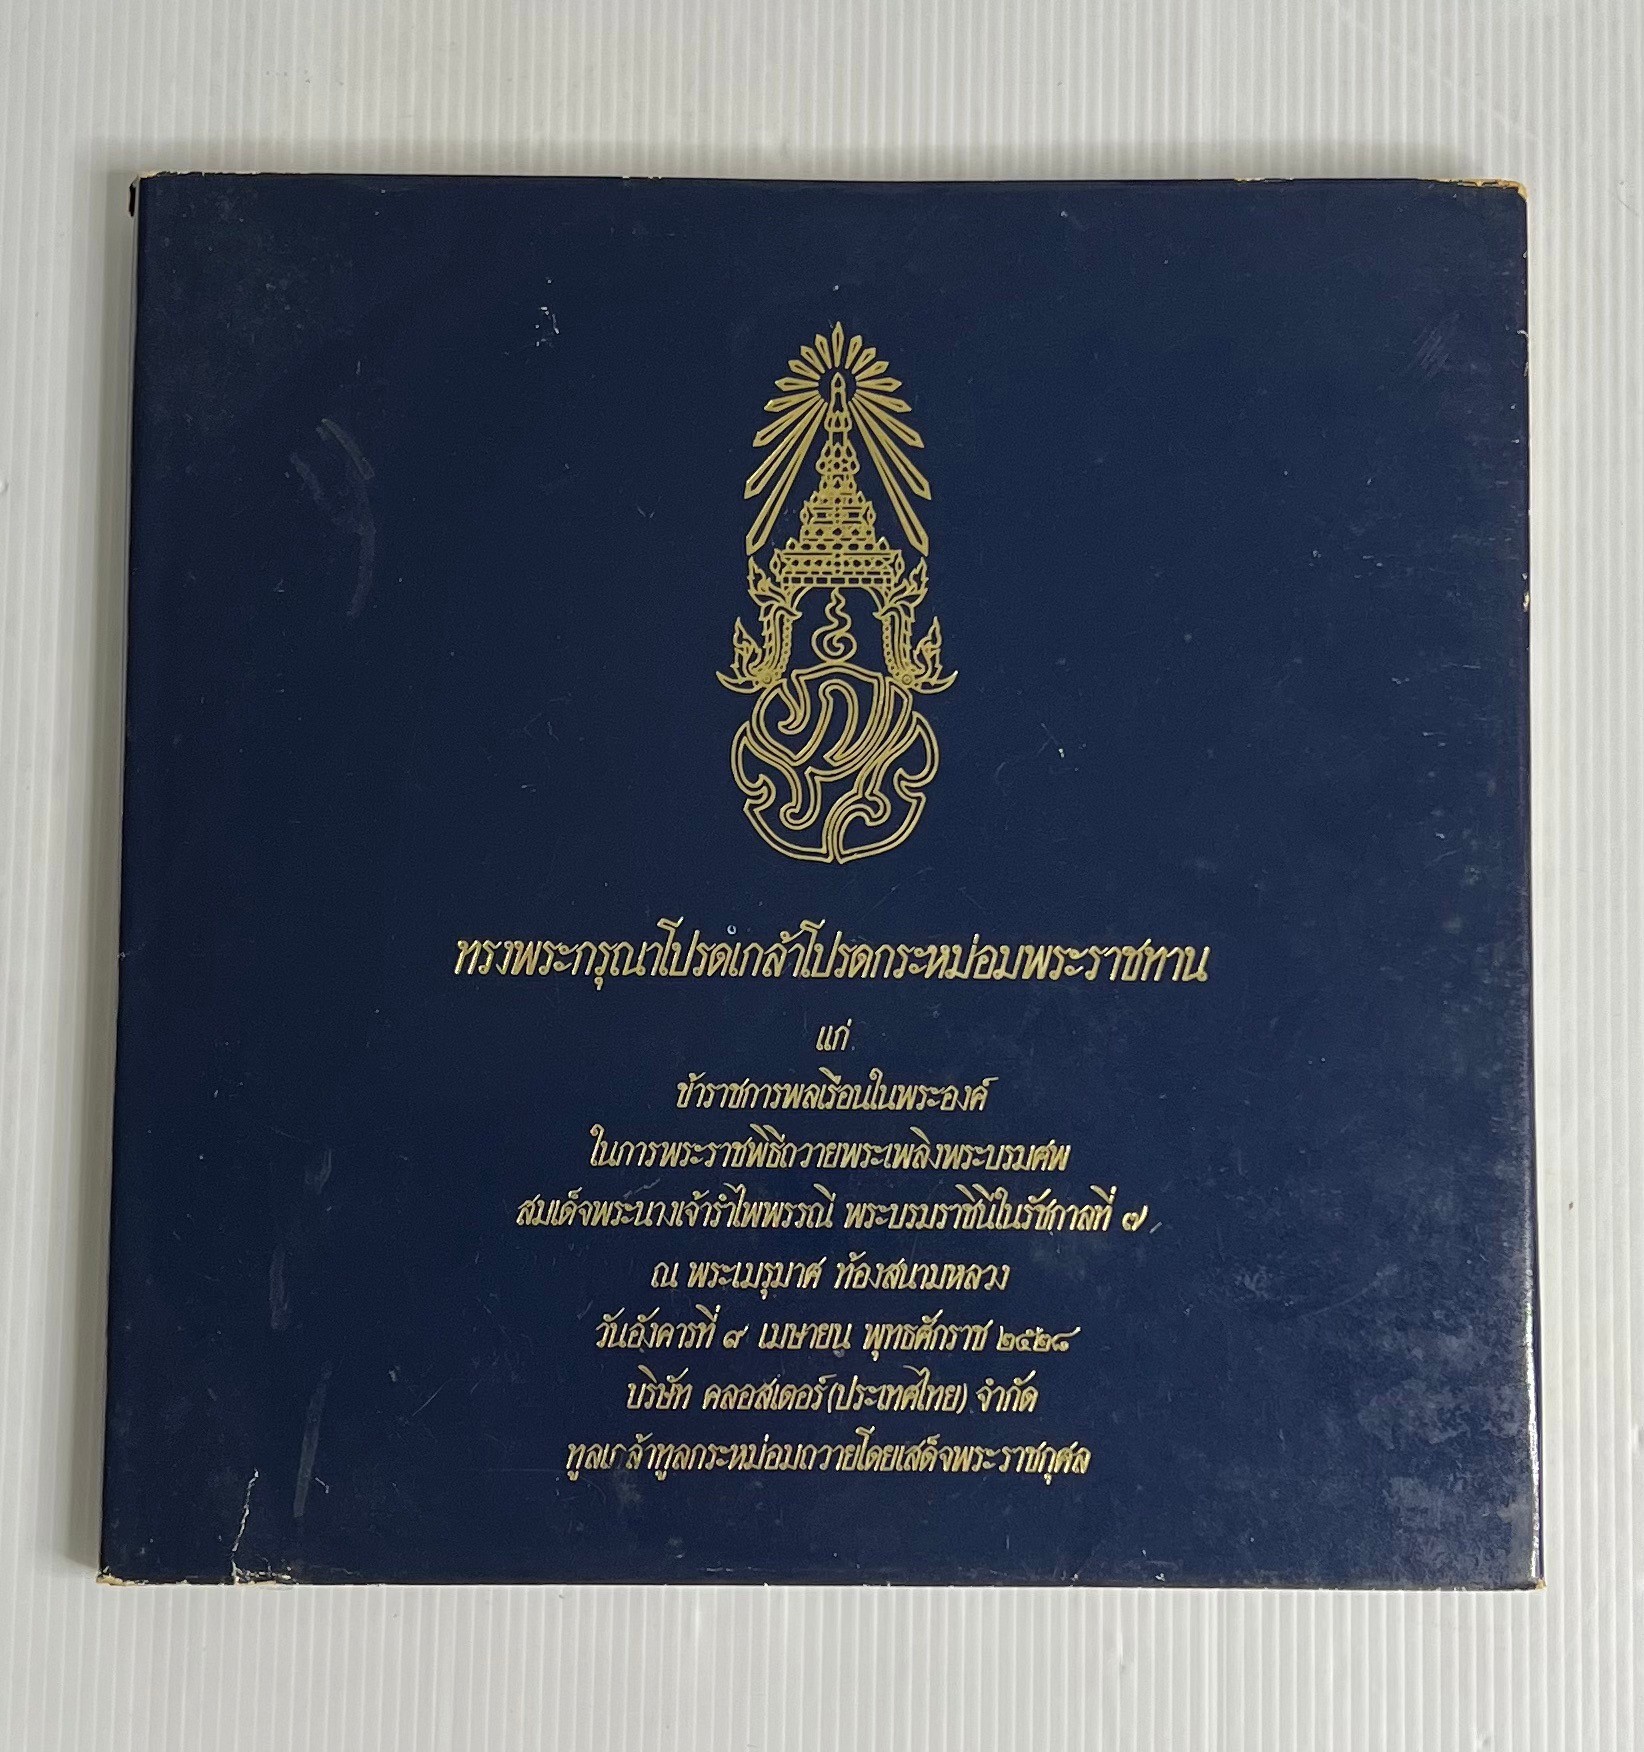 ทรงพระกรุณาโปรดเกล้าโปรดกระหม่อมพระราชทาน
แก่
ข้าราชการพลเรือนในพระองค์
ในการพระราชพิธีถวายพระเพลิงพระบรมศพ
สมเด็จพระนางเจ้ารำไพพรรณี พระบรมราชินีในรัชกาลที่ ๗
ณ พระเมรุมาศ ท้องสนามหลวง
วันอังคารที่ ๙ เมษายน พุทธศักราช ๒๕๒๘
บริษัท คลอสเตอร์ (ประเทศไทย) จำกัด
ทูลเกล้าทูลกระหม่อมถวายโดยเสด็จพระราชกุศล